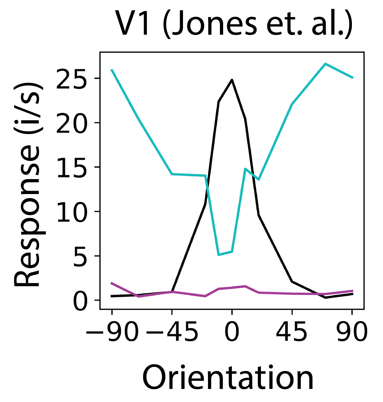 V1 (Jones et. al.)
Response (i/s)
25
20
15
10
5
0
−90 −45 0 45 90
Orientation